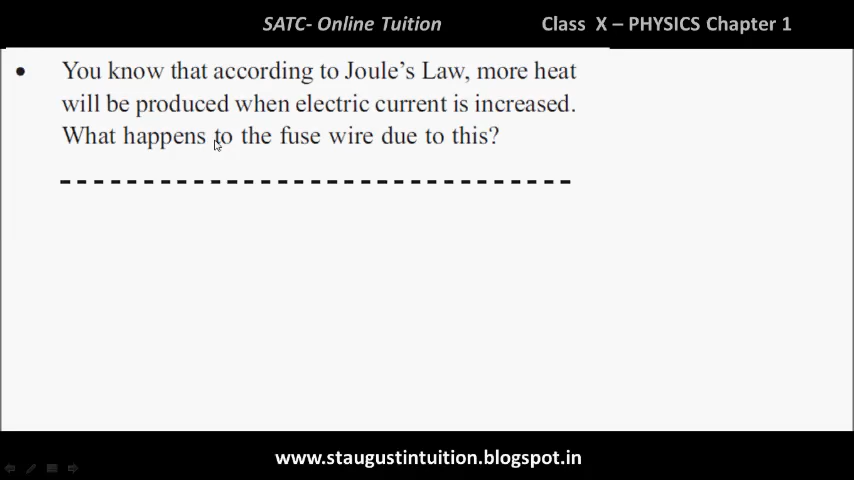 SATC- Online Tuition Class X – PHYSICS Chapter 1
• You know that according to Joule’s Law, more heat
will be produced when electric current is increased.
What happens to the fuse wire due to this?
www.staugustintuition.blogspot.in